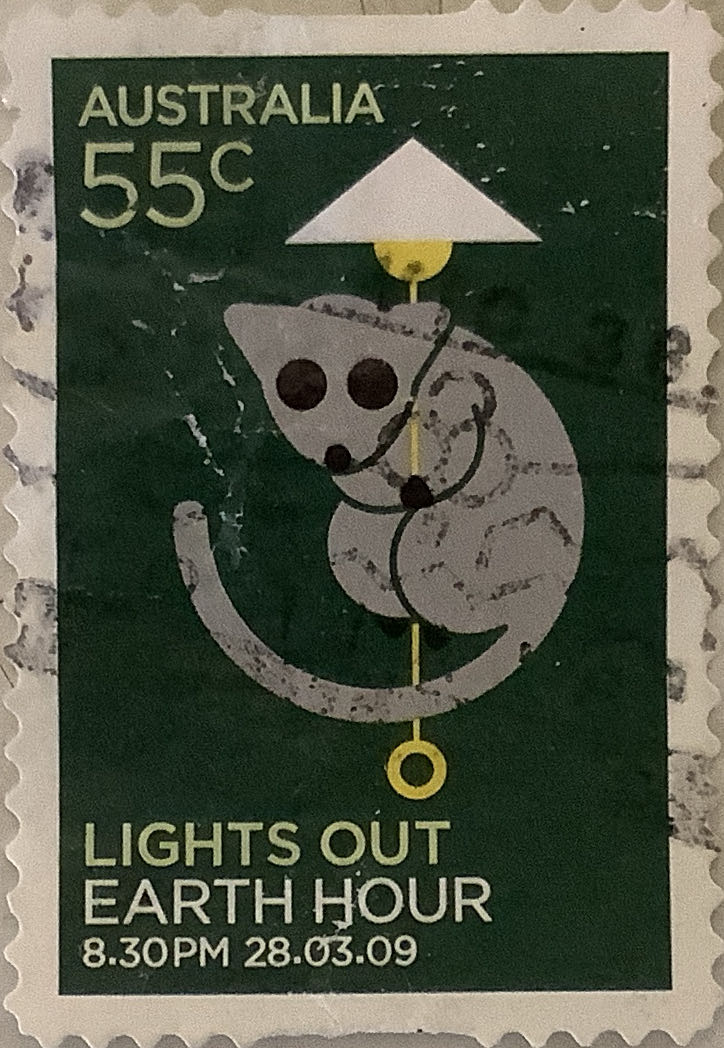 AUSTRALIA
55c
LIGHTS OUT
EARTH HOUR
8.30PM 28.03.09